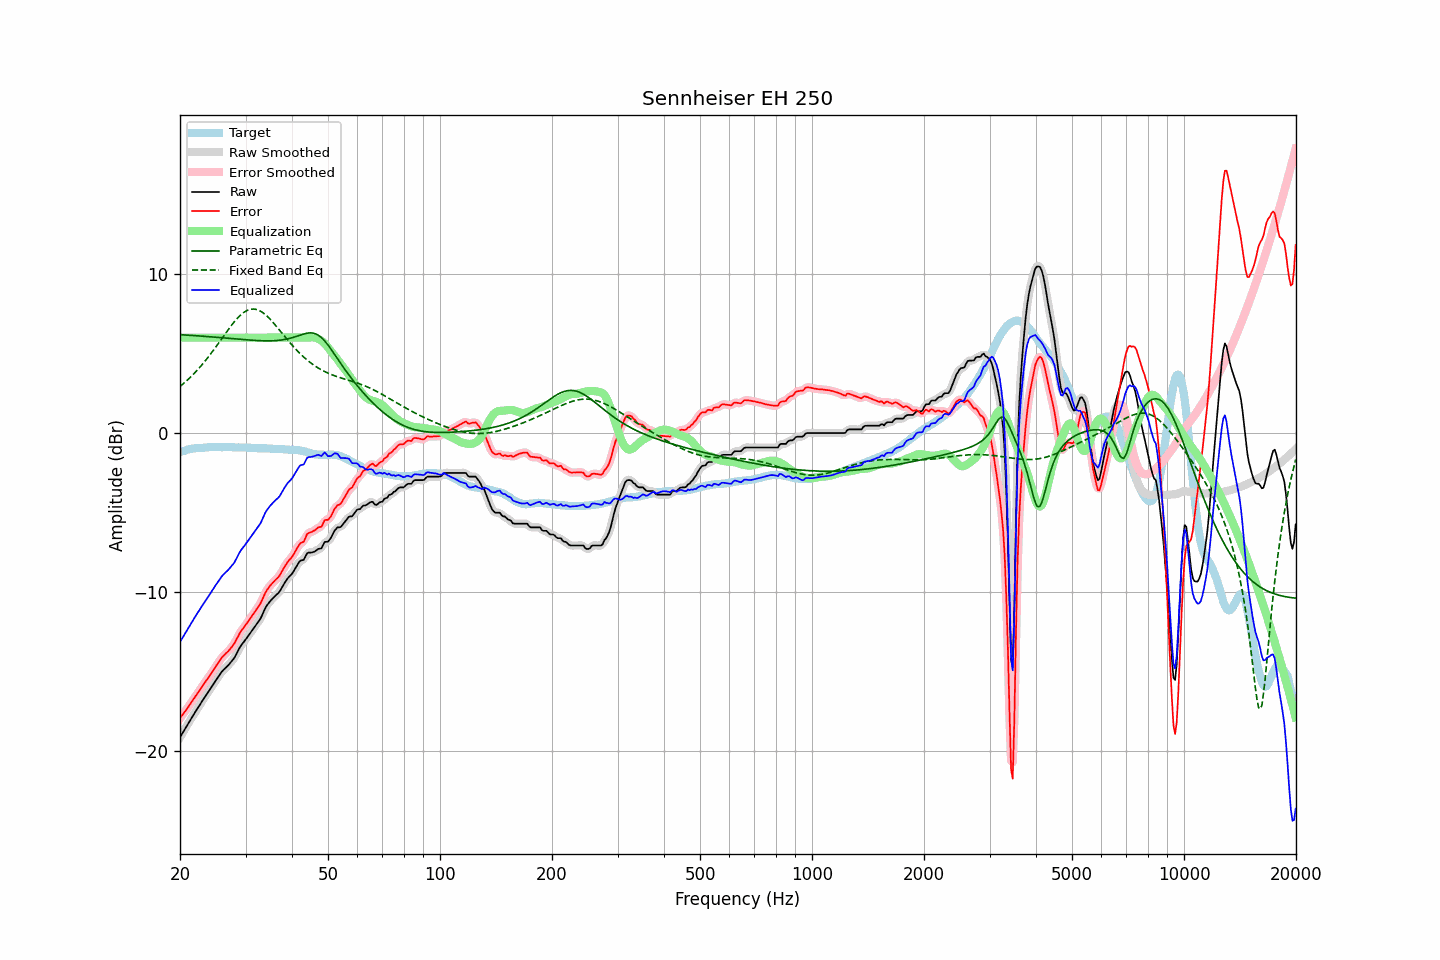 Sennheiser EH 250
Target
Raw Smoothed
Error Smoothed
Raw
Error
Equalization
Parametric Eq
Fixed Band Eq
Equalized
Amplitude (dBr)
10
0
−10
−20
20
50
100
200
500
1000
2000
5000
10000
20000
Frequency (Hz)